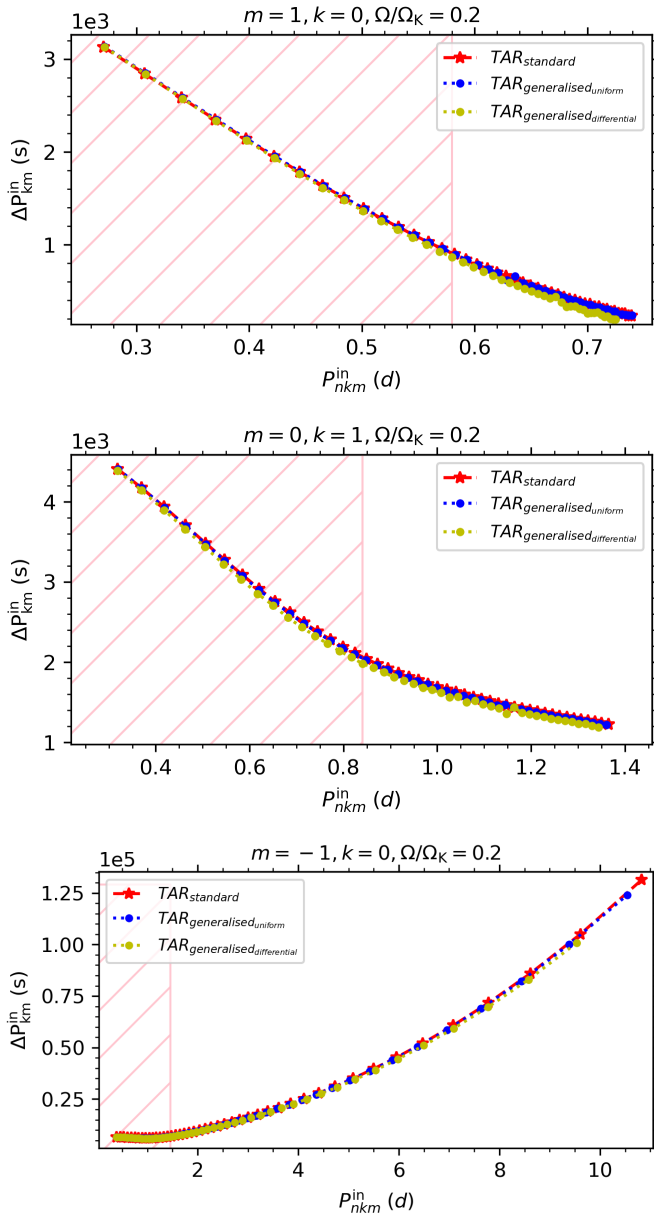 m = 1, k = 0, Ω/Ω_K = 0.2
1e3
TAR_standard
TAR_generalised_uniform
TAR_generalised_differential
3
2
1
ΔP_km^in (s)
0.3 0.4 0.5 0.6 0.7
P_nkm^in (d)
m = 0, k = 1, Ω/Ω_K = 0.2
1e3
TAR_standard
TAR_generalised_uniform
TAR_generalised_differential
4
3
2
1
ΔP_km^in (s)
0.4 0.6 0.8 1.0 1.2 1.4
P_nkm^in (d)
m = −1, k = 0, Ω/Ω_K = 0.2
1e5
TAR_standard
TAR_generalised_uniform
TAR_generalised_differential
1.25
1.00
0.75
0.50
0.25
ΔP_km^in (s)
2 4 6 8 10
P_nkm^in (d)